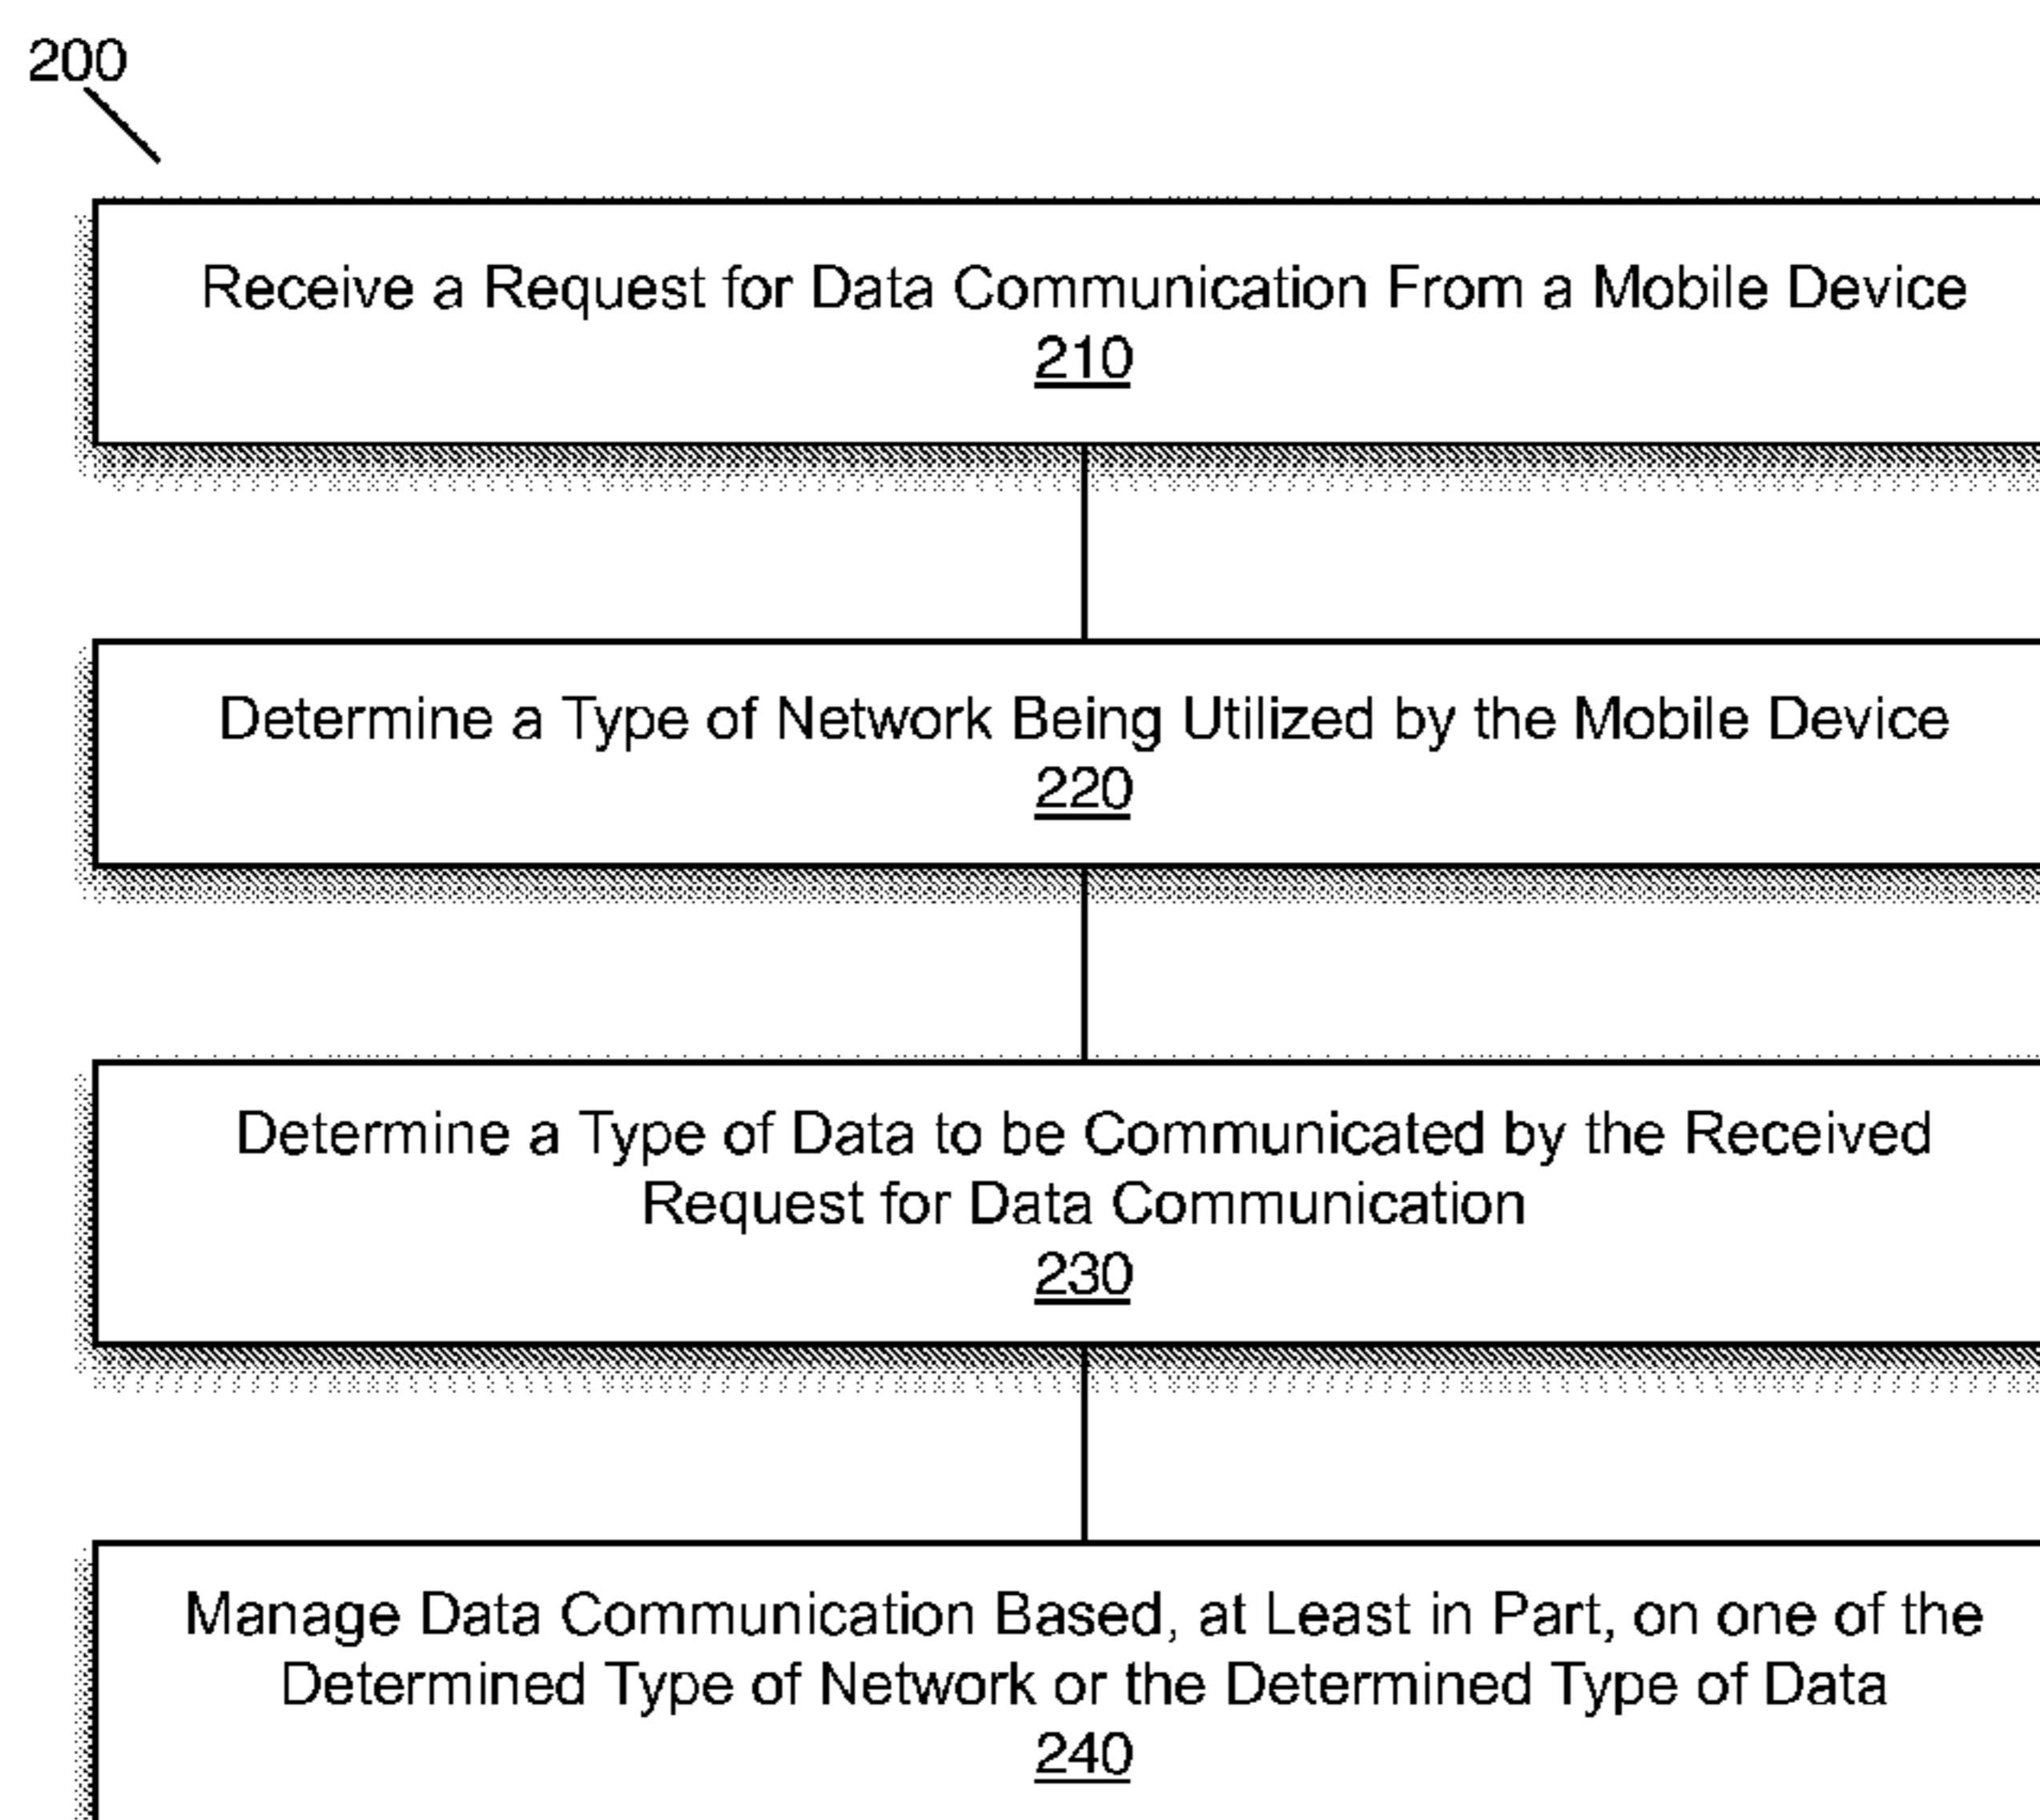 200
Receive a Request for Data Communication From a Mobile Device
210
Determine a Type of Network Being Utilized by the Mobile Device
220
Determine a Type of Data to be Communicated by the Received
Request for Data Communication
230
Manage Data Communication Based, at Least in Part, on one of the
Determined Type of Network or the Determined Type of Data
240